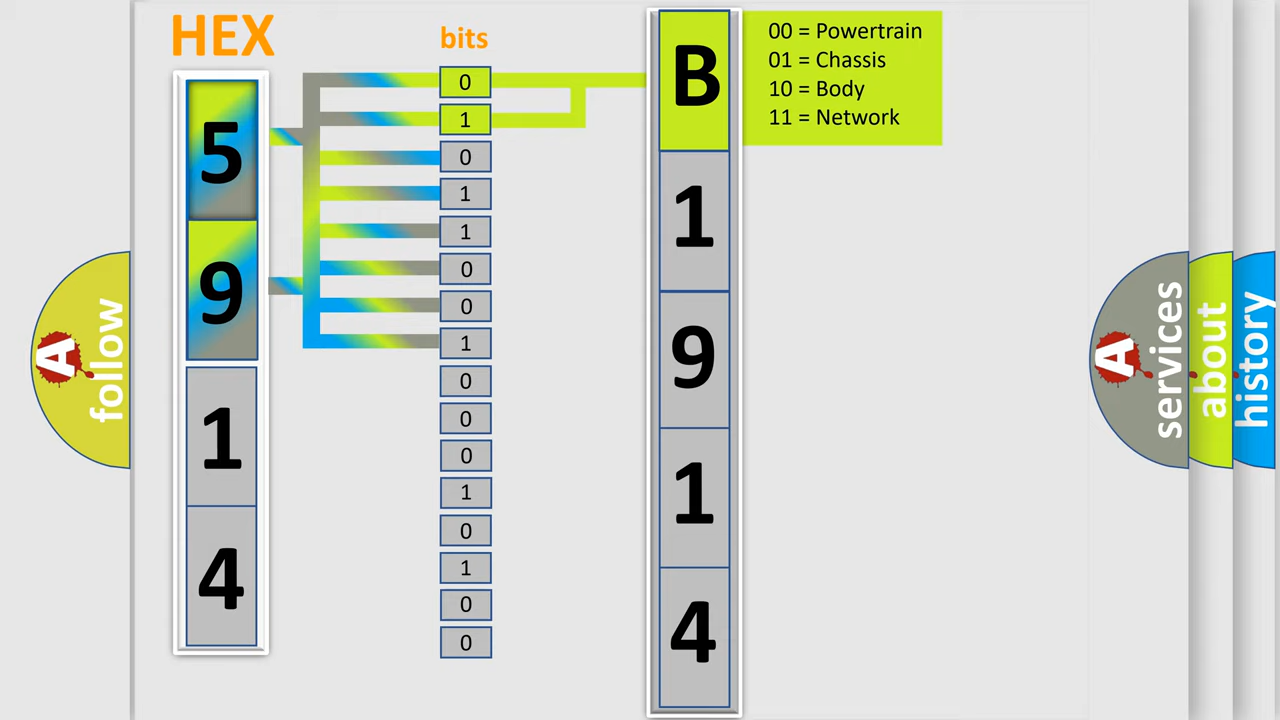 HEX
bits
5
9
1
4
0
1
0
1
1
0
0
1
0
0
0
1
0
1
0
0
B
1
9
1
4
00 = Powertrain
01 = Chassis
10 = Body
11 = Network
A
follow
A
services
about
history